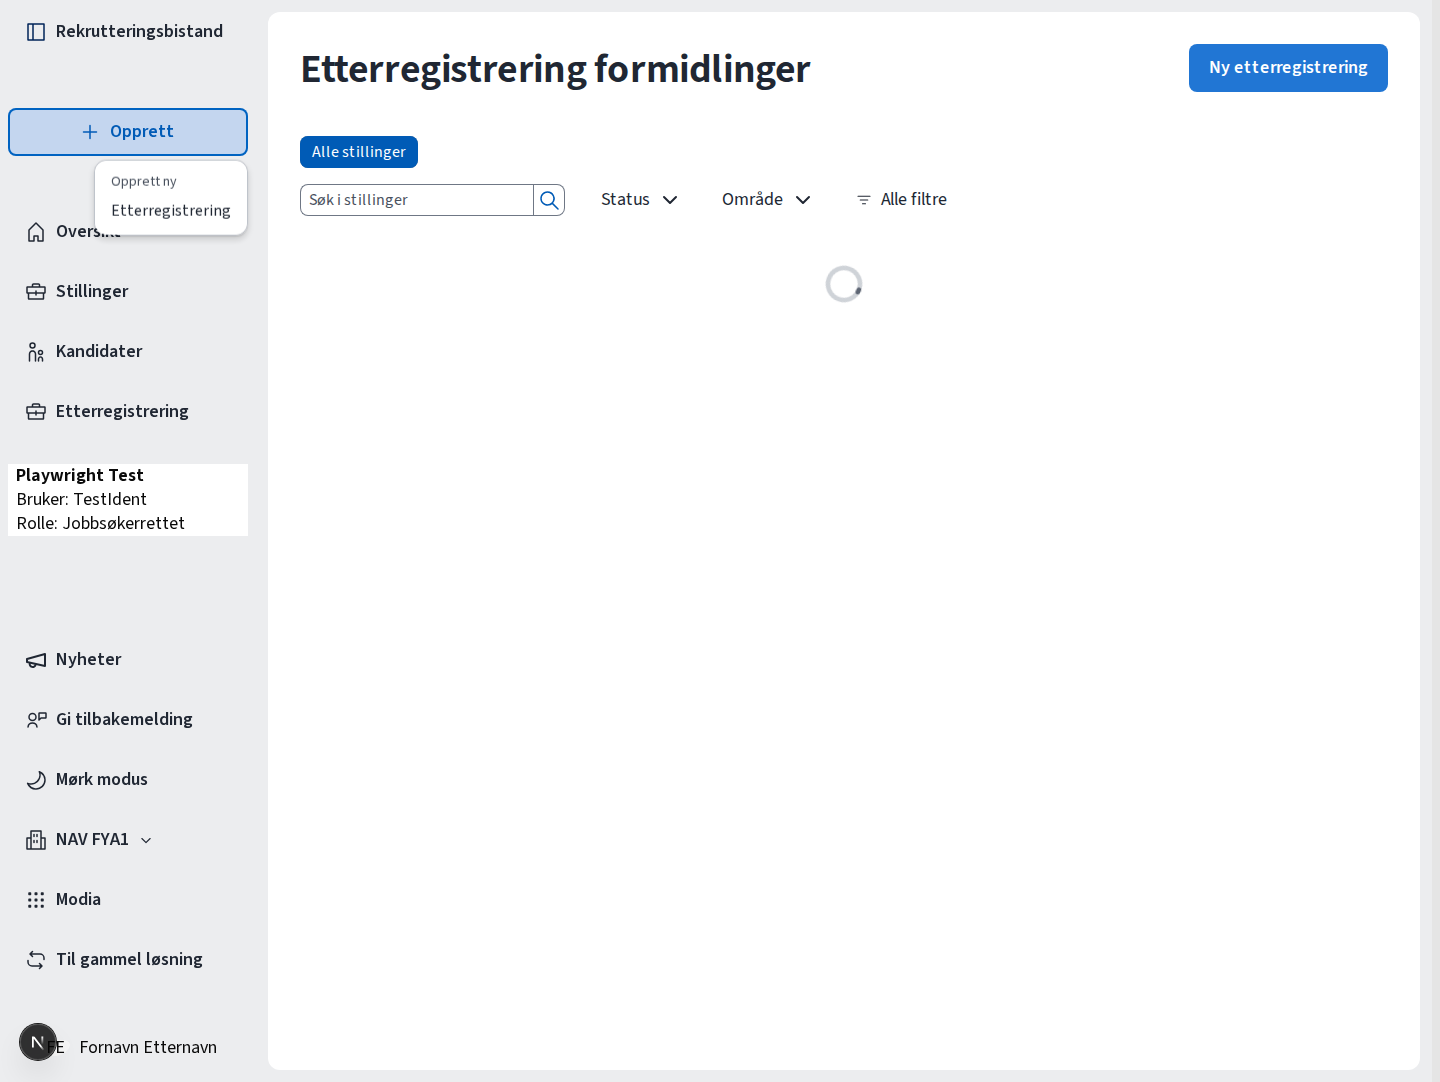 Rekrutteringsbistand
Opprett
Opprett ny
Etterregistrering
Oversikt
Stillinger
Kandidater
Etterregistrering
Playwright Test
Bruker: TestIdent
Rolle: Jobbsøkerrettet
Nyheter
Gi tilbakemelding
Mørk modus
NAV FYA1
Modia
Til gammel løsning
N
FE Fornavn Etternavn
Etterregistrering formidlinger
Ny etterregistrering
Alle stillinger
Søk i stillinger
Status
Område
Alle filtre